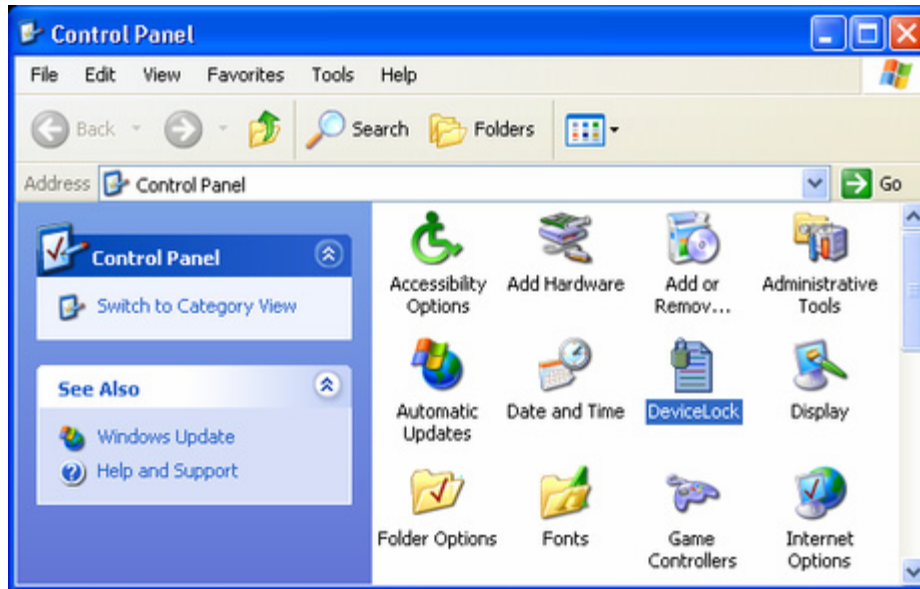 Control Panel
File Edit View Favorites Tools Help
Back Search Folders
Address Control Panel Go
Control Panel
Switch to Category View
See Also
Windows Update
Help and Support
Accessibility Options
Add Hardware
Add or Remov...
Administrative Tools
Automatic Updates
Date and Time
DeviceLock
Display
Folder Options
Fonts
Game Controllers
Internet Options